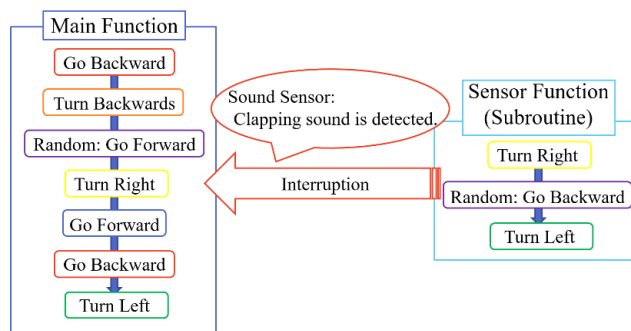 Main Function
Go Backward
Turn Backwards
Random: Go Forward
Turn Right
Go Forward
Go Backward
Turn Left
Sound Sensor:
Clapping sound is detected.
Interruption
Sensor Function
(Subroutine)
Turn Right
Random: Go Backward
Turn Left